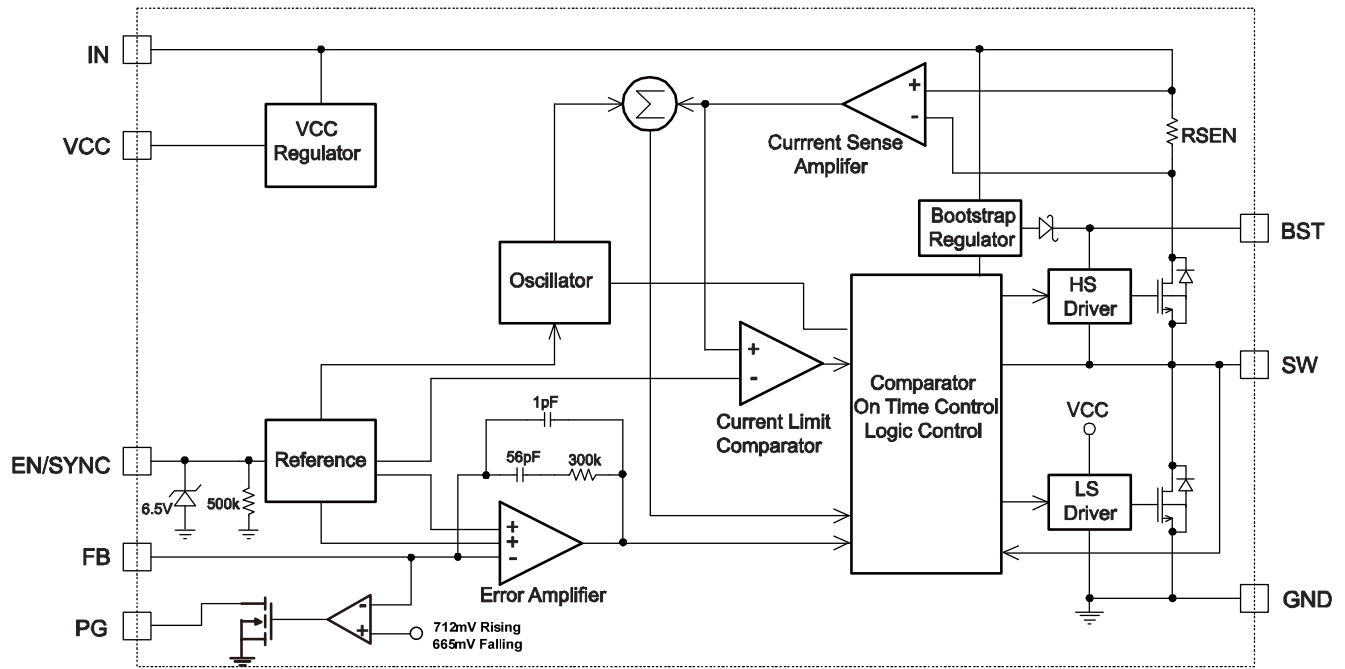 IN
VCC
Regulator
VCC
Σ
+
-
Currrent Sense
Amplifer
RSEN
Bootstrap
Regulator
BST
Oscillator
HS
Driver
+
-
Current Limit
Comparator
Comparator
On Time Control
Logic Control
SW
1pF
VCC
EN/SYNC
Reference
56pF
300k
6.5V
500k
LS
Driver
FB
+
+
-
Error Amplifier
GND
PG
-
+
712mV Rising
665mV Falling